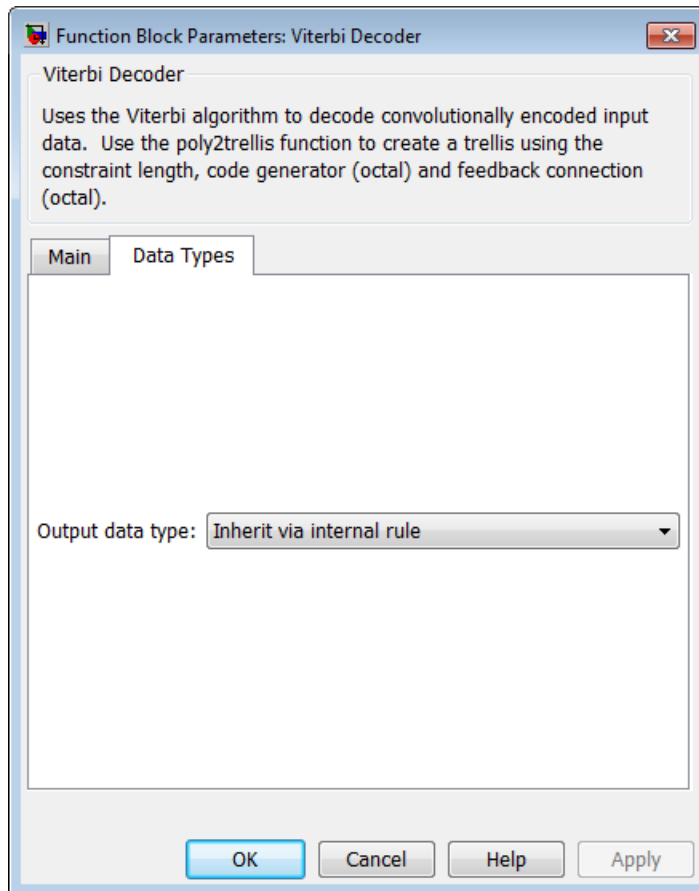 Function Block Parameters: Viterbi Decoder
Viterbi Decoder
Uses the Viterbi algorithm to decode convolutionally encoded input
data.  Use the poly2trellis function to create a trellis using the
constraint length, code generator (octal) and feedback connection
(octal).
Main Data Types
Output data type: Inherit via internal rule
OK Cancel Help Apply